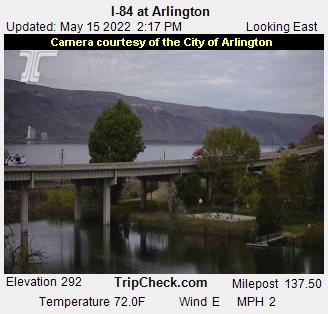 I-84 at Arlington
Updated: May 15 2022 2:17 PM Looking East
Camera courtesy of the City of Arlington
Elevation 292 TripCheck.com Milepost 137.50
Temperature 72.0F Wind E MPH 2